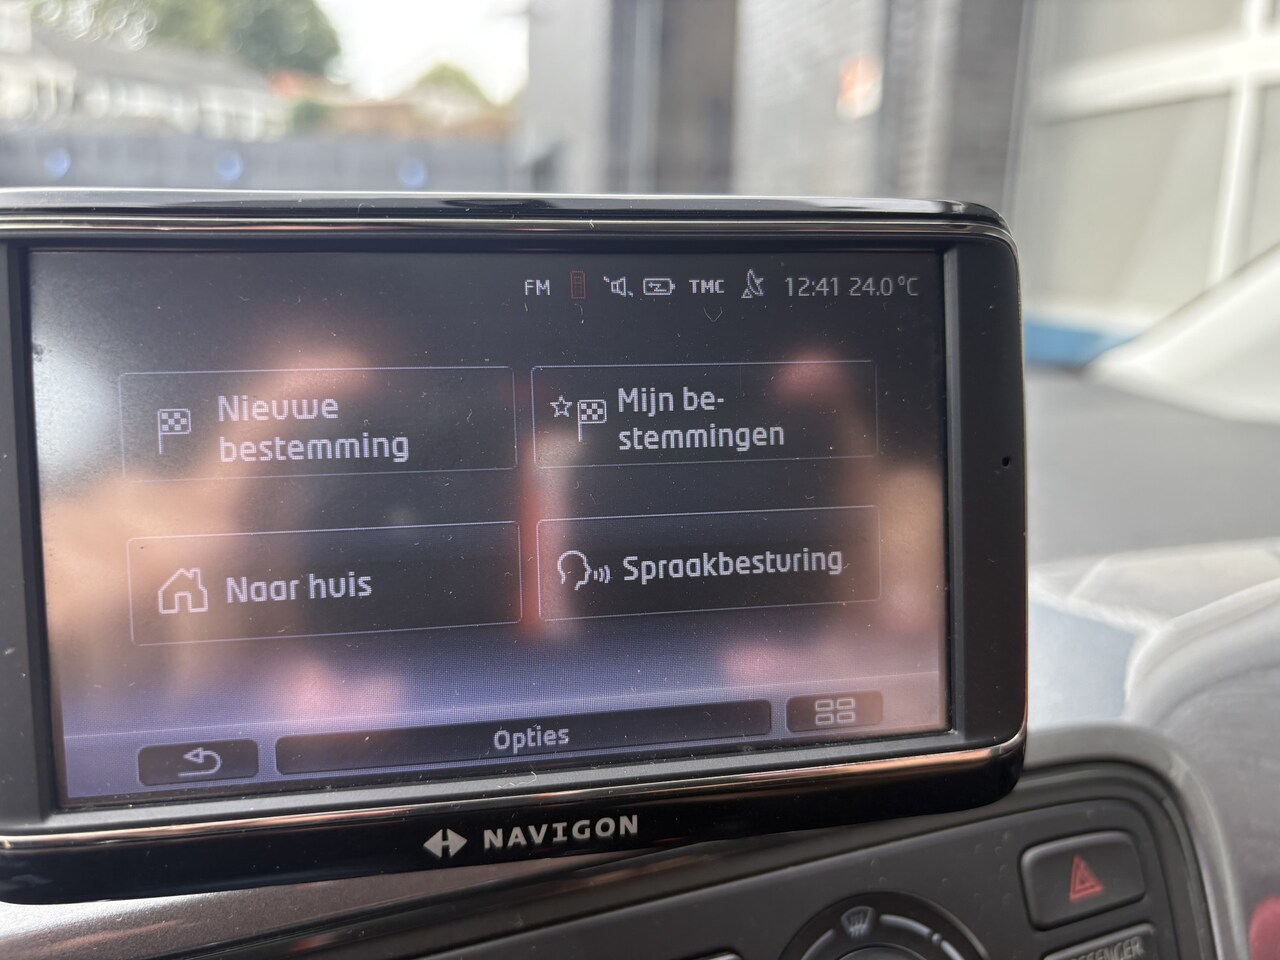 FM TMC 12:41 24.0 °C
Nieuwe
bestemming
Mijn be-
stemmingen
Naar huis
Spraakbesturing
Opties
NAVIGON